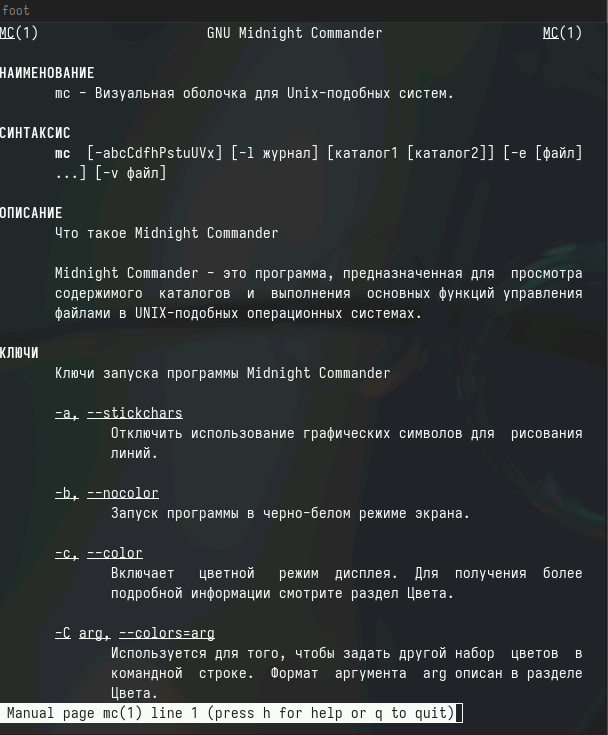 foot
MC(1) GNU Midnight Commander MC(1)
НАИМЕНОВАНИЕ
mc - Визуальная оболочка для Unix-подобных систем.
СИНТАКСИС
mc [-abcCdfhPstuUVx] [-l журнал] [каталог1 [каталог2]] [-e [файл]
...] [-v файл]
ОПИСАНИЕ
Что такое Midnight Commander
Midnight Commander - это программа, предназначенная для просмотра
содержимого каталогов и выполнения основных функций управления
файлами в UNIX-подобных операционных системах.
КЛЮЧИ
Ключи запуска программы Midnight Commander
-a, --stickchars
Отключить использование графических символов для рисования
линий.
-b, --nocolor
Запуск программы в черно-белом режиме экрана.
-c, --color
Включает цветной режим дисплея. Для получения более
подробной информации смотрите раздел Цвета.
-C arg, --colors=arg
Используется для того, чтобы задать другой набор цветов в
командной строке. Формат аргумента arg описан в разделе
Цвета.
Manual page mc(1) line 1 (press h for help or q to quit)